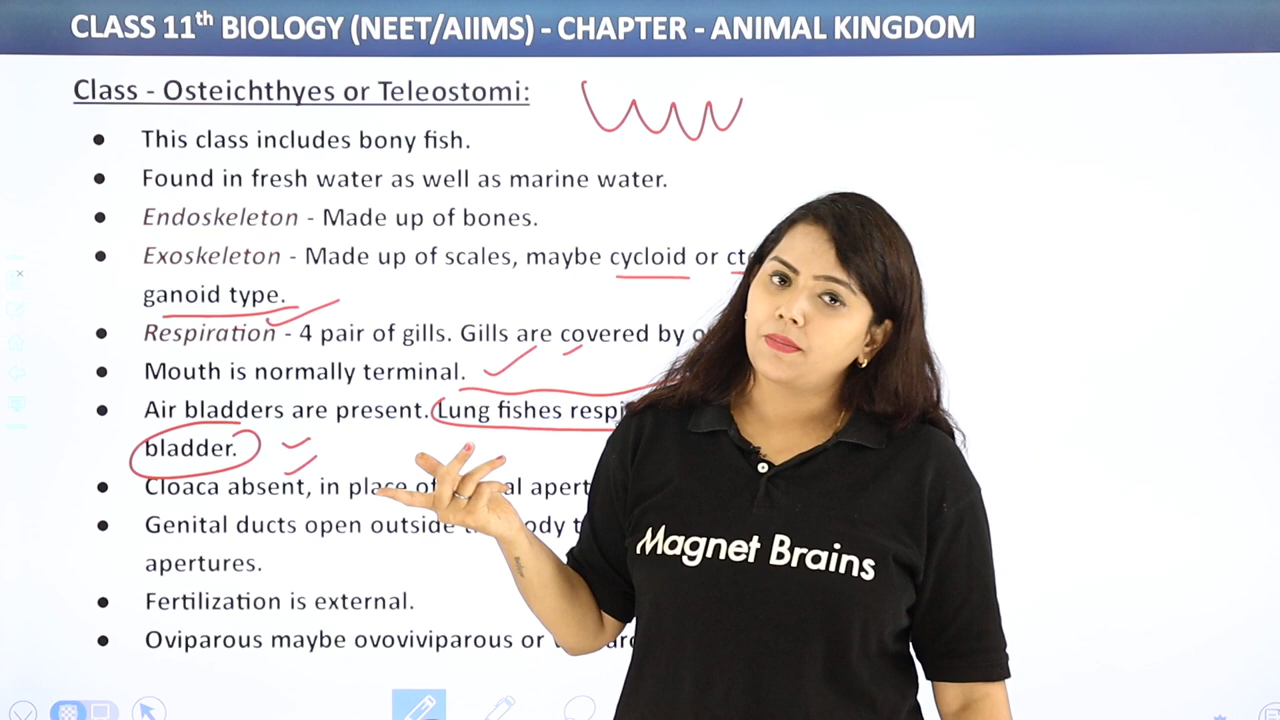 CLASS 11th BIOLOGY (NEET/AIIMS) - CHAPTER - ANIMAL KINGDOM
Class - Osteichthyes or Teleostomi:
● This class includes bony fish.
● Found in fresh water as well as marine water.
● Endoskeleton - Made up of bones.
● Exoskeleton - Made up of scales, maybe cycloid or
ganoid type.
● Respiration - 4 pair of gills. Gills are covered by
● Mouth is normally terminal.
● Air bladders are present. Lung fishes
bladder.
● Cloaca absent, in place of
● Genital ducts open outside
apertures.
● Fertilization is external.
● Oviparous maybe ovoviviparous or
Magnet Brains